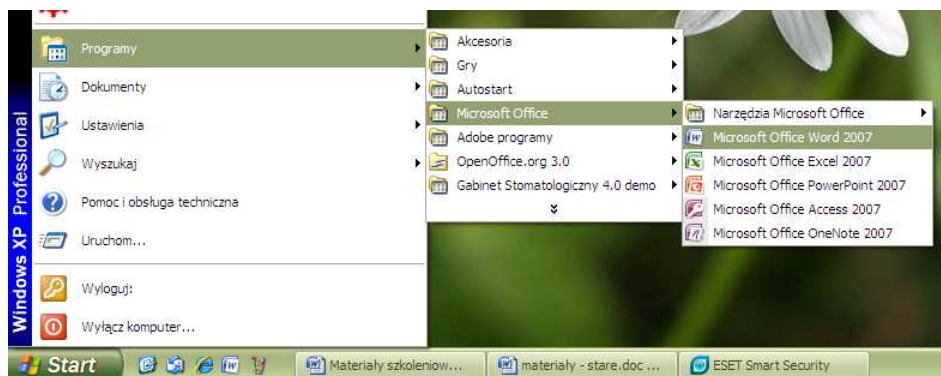 Windows XP Professional
Programy
Dokumenty
Ustawienia
Wyszukaj
Pomoc i obsługa techniczna
Uruchom...
Wyloguj:
Wyłącz komputer...
Akcesoria
Gry
Autostart
Microsoft Office
Adobe programy
OpenOffice.org 3.0
Gabinet Stomatologiczny 4.0 demo
Narzędzia Microsoft Office
Microsoft Office Word 2007
Microsoft Office Excel 2007
Microsoft Office PowerPoint 2007
Microsoft Office Access 2007
Microsoft Office OneNote 2007
Start
Materiały szkoleniow...
materiały - stare.doc ...
ESET Smart Security